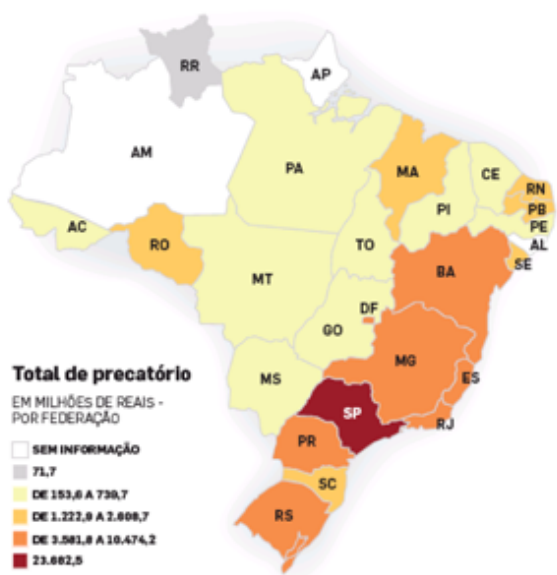 RR
AP
AM
PA
MA
CE
RN
PB
PE
AL
SE
PI
AC
RO
TO
BA
MT
DF
GO
MG
ES
MS
SP
RJ
PR
SC
RS
Total de precatório
EM MILHÕES DE REAIS -
POR FEDERAÇÃO
SEM INFORMAÇÃO
71,7
DE 153,6 A 739,7
DE 1.222,9 A 2.608,7
DE 3.581,8 A 10.474,2
23.662,5